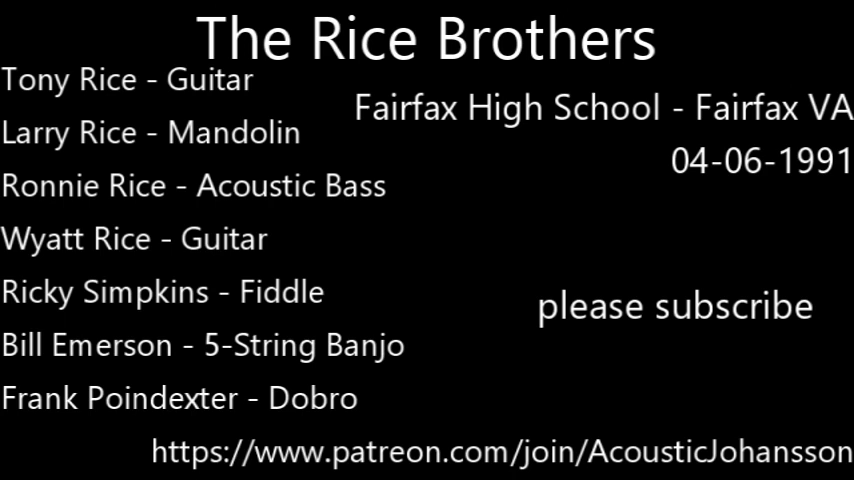 The Rice Brothers
Tony Rice - Guitar
Fairfax High School - Fairfax VA
Larry Rice - Mandolin
04-06-1991
Ronnie Rice - Acoustic Bass
Wyatt Rice - Guitar
Ricky Simpkins - Fiddle
please subscribe
Bill Emerson - 5-String Banjo
Frank Poindexter - Dobro
https://www.patreon.com/join/AcousticJohansson